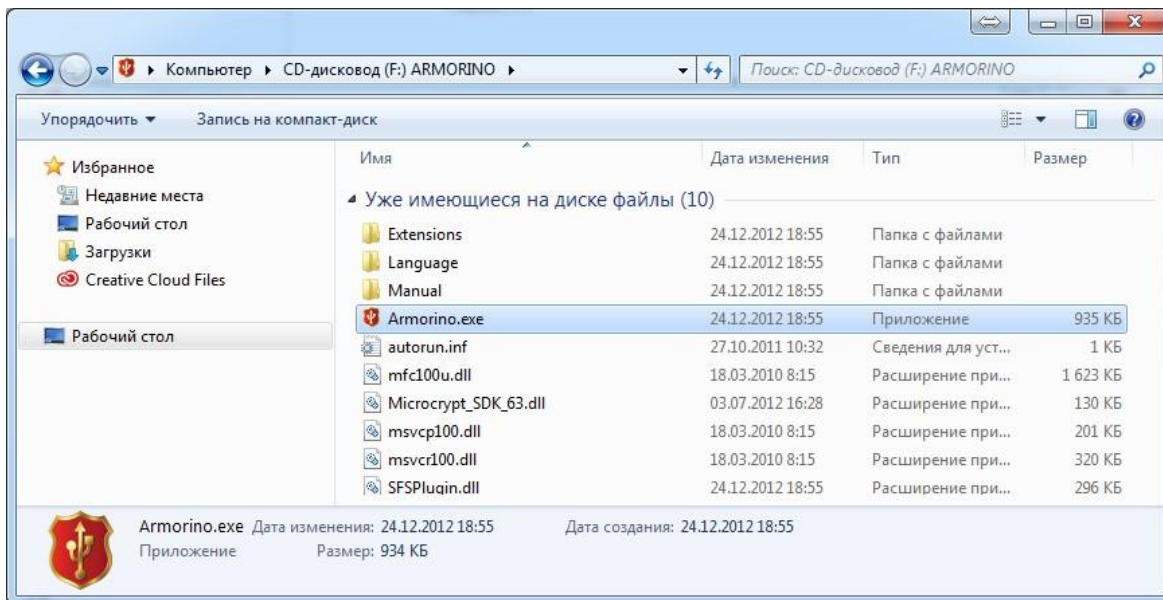 Компьютер ▸ CD-дисковод (F:) ARMORINO ▸ Поиск: CD-дисковод (F:) ARMORINO
Упорядочить Запись на компакт-диск
Избранное
Недавние места
Рабочий стол
Загрузки
Creative Cloud Files
Рабочий стол
Имя Дата изменения Тип Размер
Уже имеющиеся на диске файлы (10)
Extensions 24.12.2012 18:55 Папка с файлами
Language 24.12.2012 18:55 Папка с файлами
Manual 24.12.2012 18:55 Папка с файлами
Armorino.exe 24.12.2012 18:55 Приложение 935 КБ
autorun.inf 27.10.2011 10:32 Сведения для уст... 1 КБ
mfc100u.dll 18.03.2010 8:15 Расширение при... 1 623 КБ
Microcrypt_SDK_63.dll 03.07.2012 16:28 Расширение при... 130 КБ
msvcp100.dll 18.03.2010 8:15 Расширение при... 201 КБ
msvcr100.dll 18.03.2010 8:15 Расширение при... 320 КБ
SFSPlugin.dll 24.12.2012 18:55 Расширение при... 296 КБ
Armorino.exe Дата изменения: 24.12.2012 18:55 Дата создания: 24.12.2012 18:55
Приложение Размер: 934 КБ